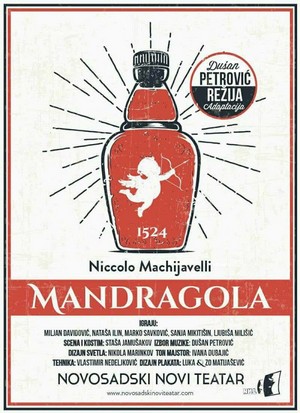 Dušan
PETROVIĆ
REŽIJA
Adaptacija
1524
Niccolo Machijavelli
MANDRAGOLA
IGRAJU:
MILJAN DAVIDOVIĆ, NATAŠA ILIN, MARKO SAVKOVIĆ, SANJA MIKITIŠIN, LJUBIŠA MILIŠIĆ
SCENA I KOSTIM: STAŠA JAMUŠAKOV IZBOR MUZIKE: DUŠAN PETROVIĆ
DIZAJN SVETLA: NIKOLA MARINKOV TON MAJSTOR: IVANA DUBAJIĆ
TEHNIKA: VLASTIMIR NEDELJKOVIĆ DIZAJN PLAKATA: LUKA & ZO MATIJAŠEVIĆ
NOVOSADSKI NOVI TEATAR
www.novosadskinoviteatar.com